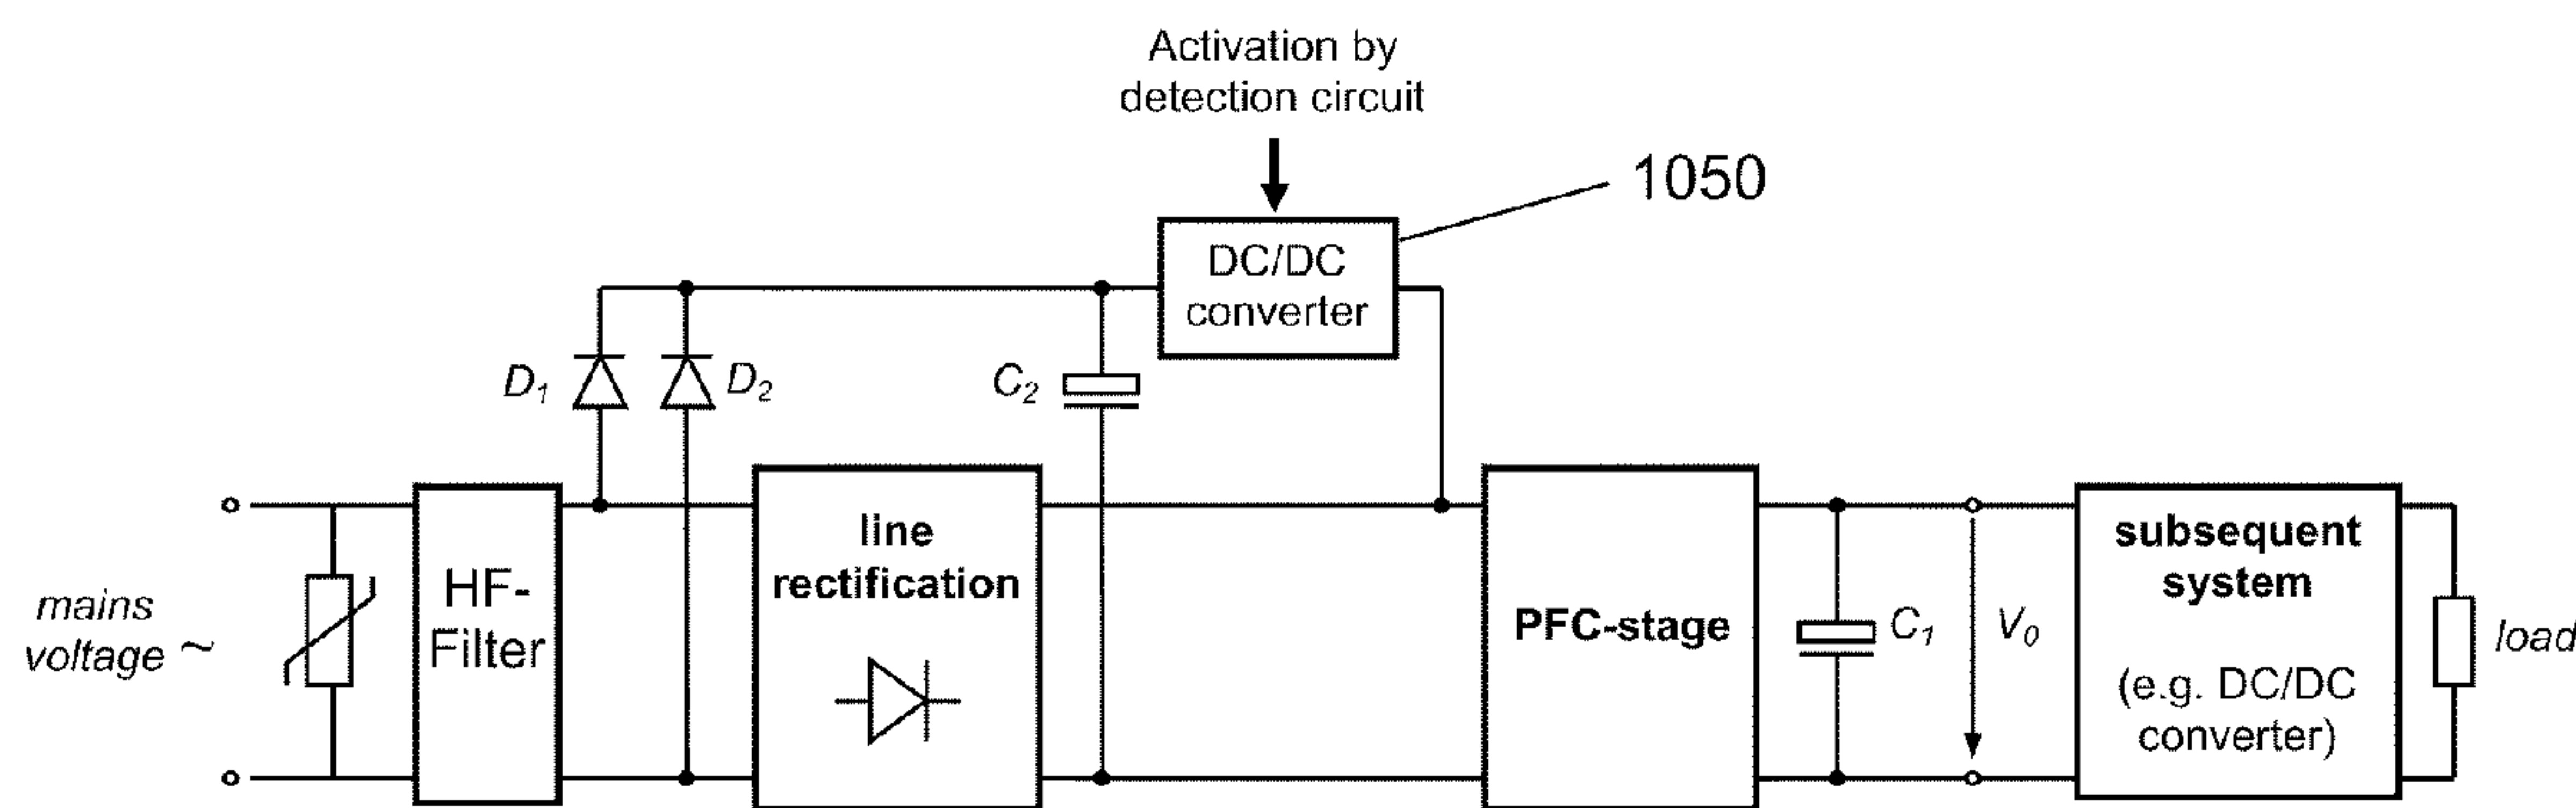 Activation by
detection circuit
1050
DC/DC
converter
D1
D2
C2
mains
voltage ~
HF-
Filter
line
rectification
PFC-stage
C1
V0
subsequent
system
(e.g. DC/DC
converter)
load